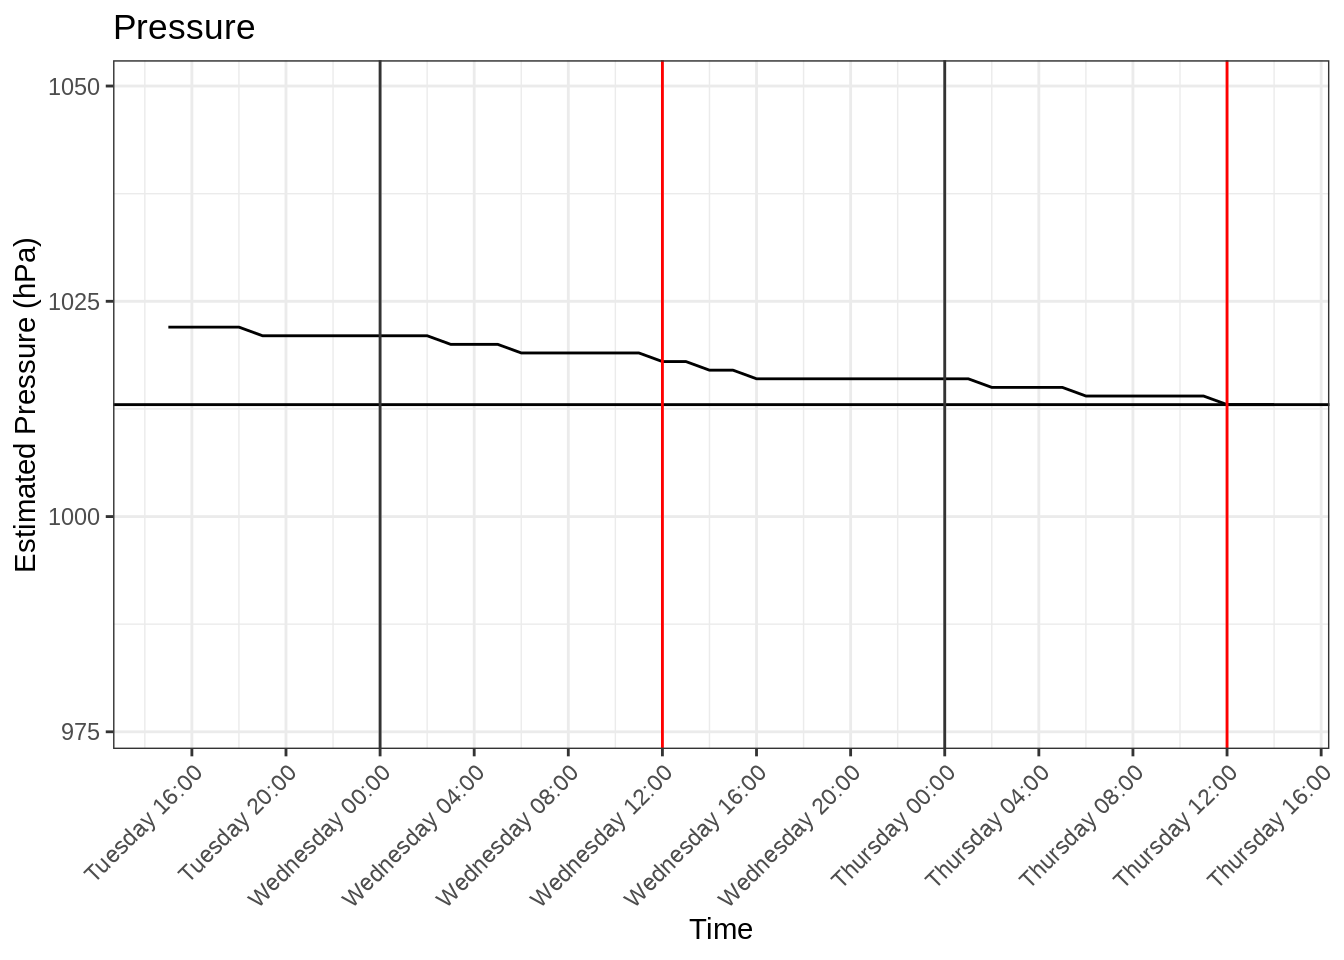 Pressure
Estimated Pressure (hPa)
1050
1025
1000
975
Tuesday 16:00
Tuesday 20:00
Wednesday 00:00
Wednesday 04:00
Wednesday 08:00
Wednesday 12:00
Wednesday 16:00
Wednesday 20:00
Thursday 00:00
Thursday 04:00
Thursday 08:00
Thursday 12:00
Thursday 16:00
Time